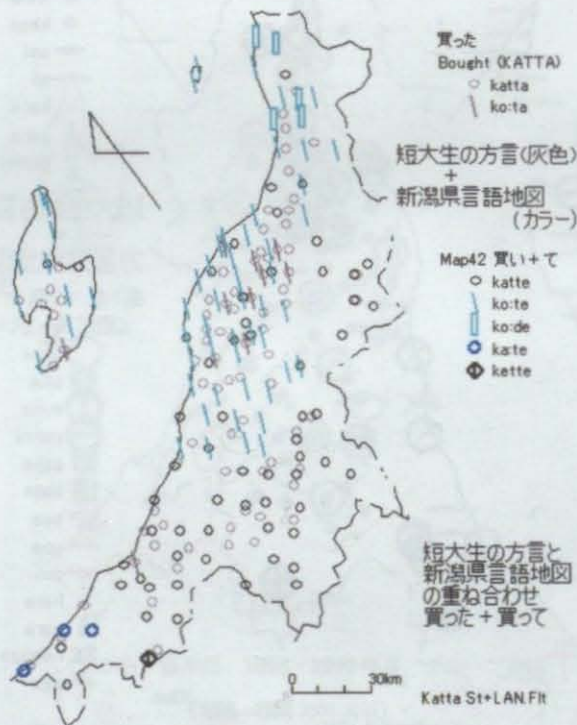 買った
Bought (KATTA)
katta
ko:ta
短大生の方言(灰色)
+
新潟県言語地図
(カラー)
Map42 買い+て
katte
ko:te
ko:de
ka:te
kette
短大生の方言と
新潟県言語地図
の重ね合わせ
買った+買って
0 30km
Katta St+LAN.Flt